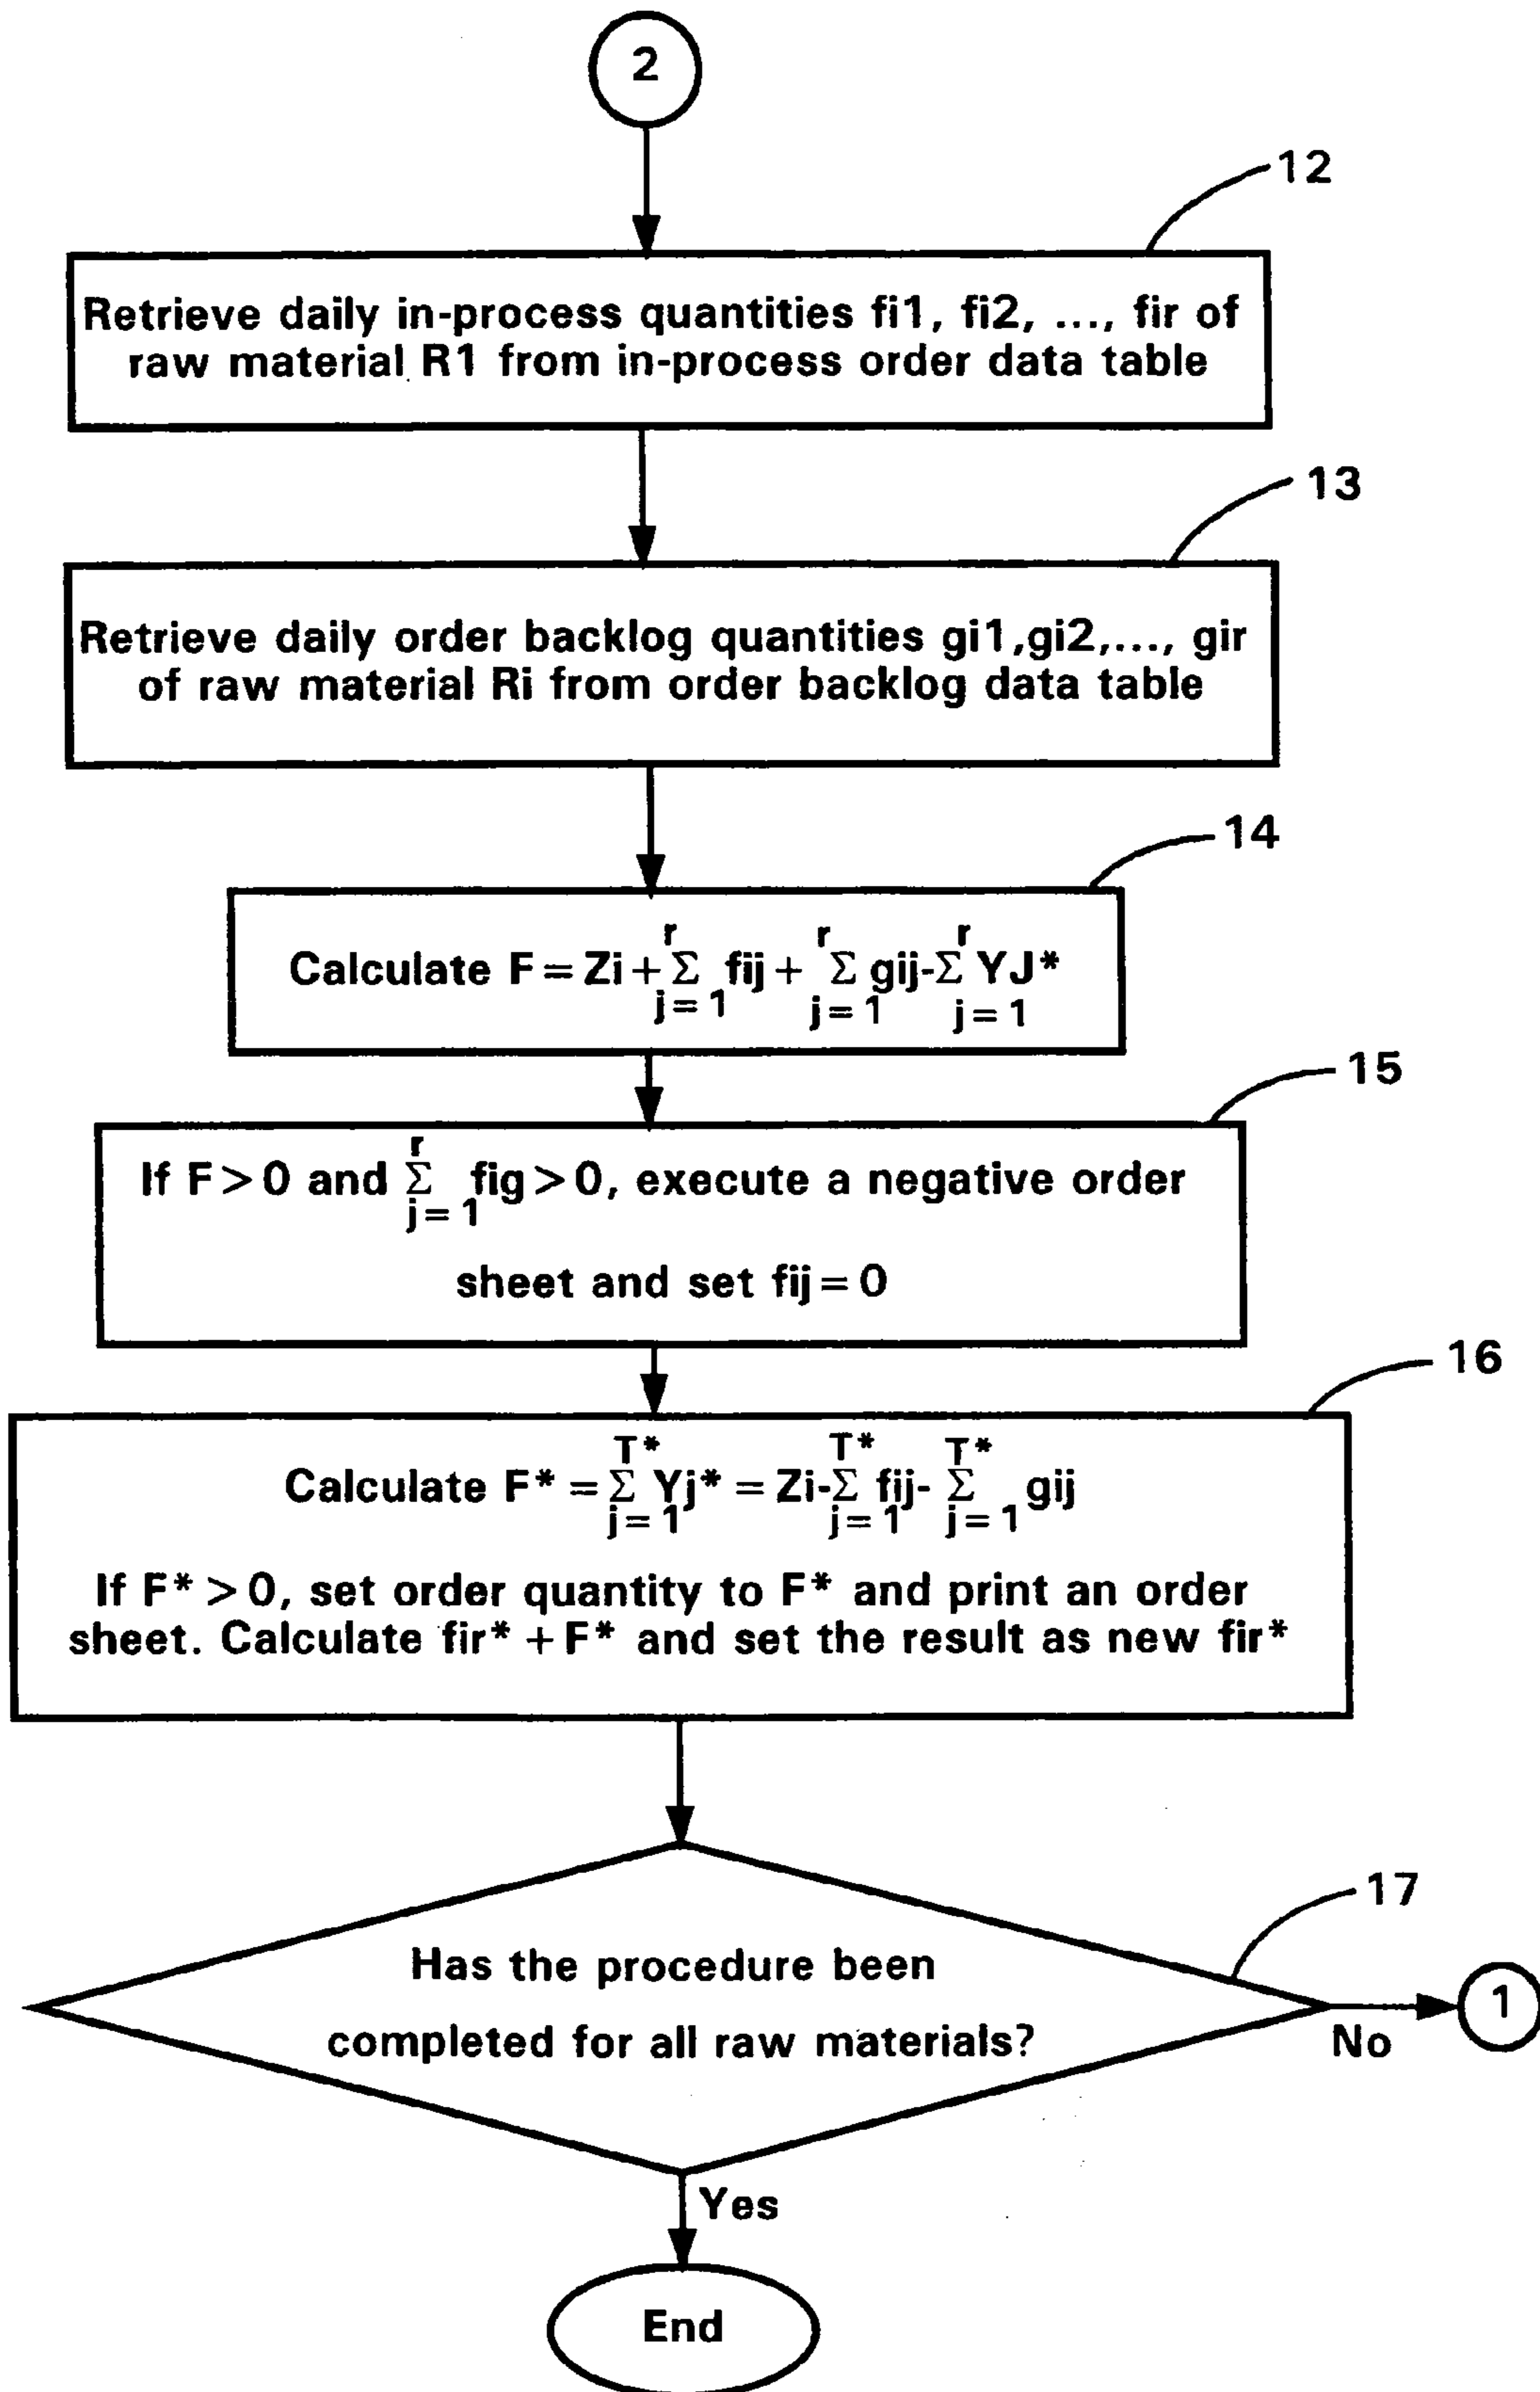 2
12
Retrieve daily in-process quantities fi1, fi2, ..., fir of
raw material R1 from in-process order data table
13
Retrieve daily order backlog quantities gi1,gi2,..., gir
of raw material Ri from order backlog data table
14
r r r
Calculate F = Zi + Σ fij + Σ gij - Σ YJ*
j = 1 j = 1 j = 1
15
r
If F > 0 and Σ fig > 0, execute a negative order
j = 1
sheet and set fij = 0
16
T* T* T*
Calculate F* = Σ Yj* = Zi - Σ fij - Σ gij
j = 1 j = 1 j = 1
If F* > 0, set order quantity to F* and print an order
sheet. Calculate fir* + F* and set the result as new fir*
17
Has the procedure been
completed for all raw materials?
1
No
Yes
End